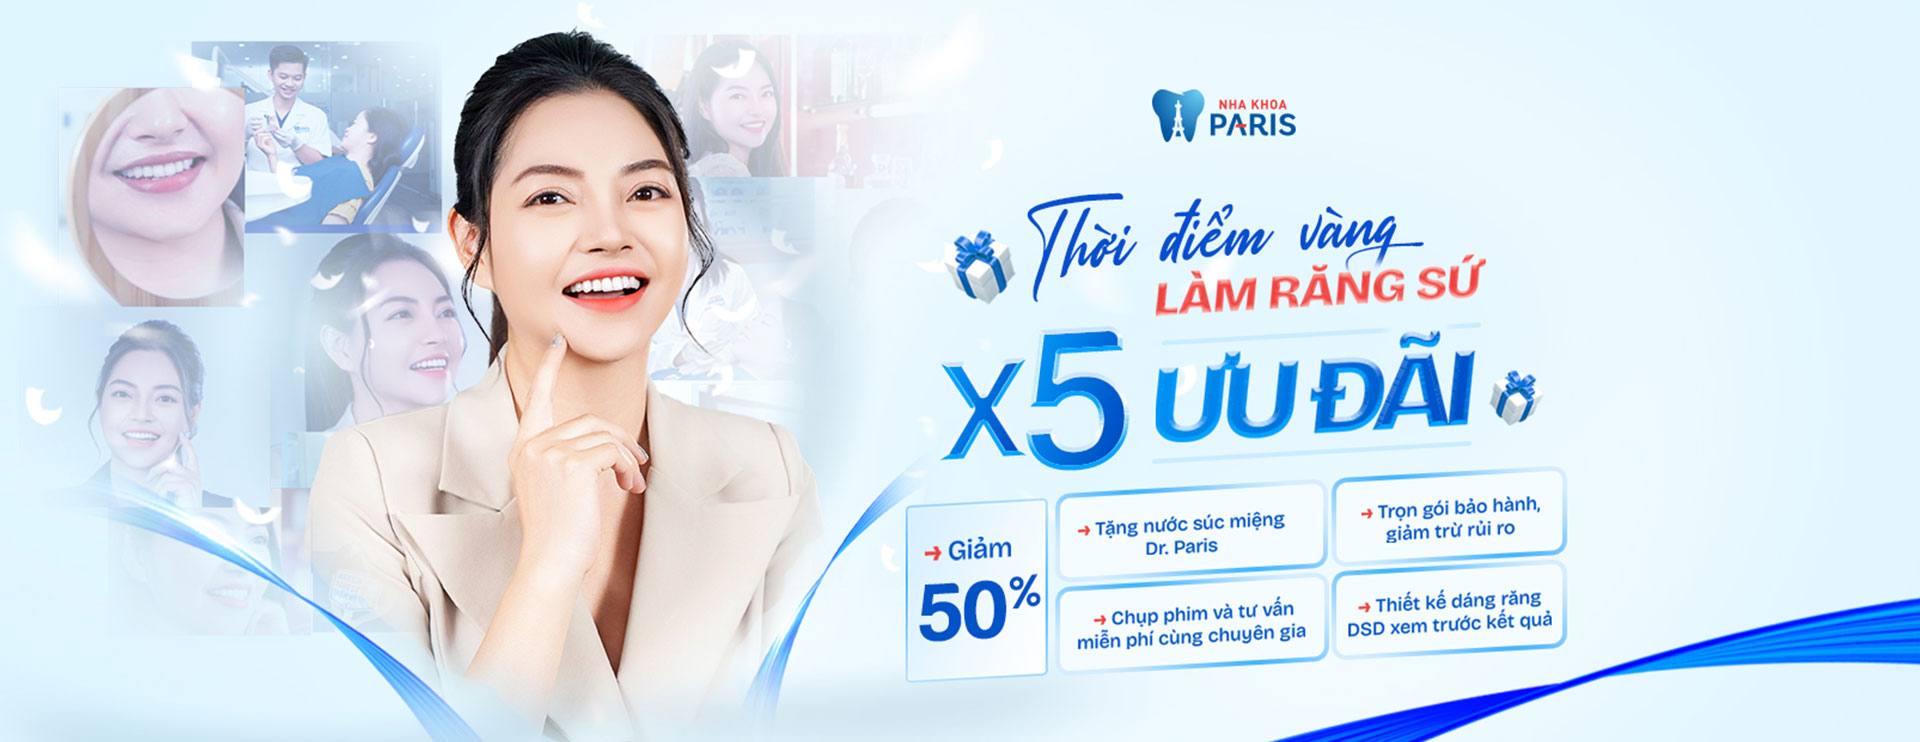 NHA KHOA
PARIS
Thời điểm vàng
LÀM RĂNG SỨ
X5 ƯU ĐÃI
→ Giảm
50%
→ Tặng nước súc miệng
Dr. Paris
→ Trọn gói bảo hành,
giảm trừ rủi ro
→ Chụp phim và tư vấn
miễn phí cùng chuyên gia
→ Thiết kế dáng răng
DSD xem trước kết quả